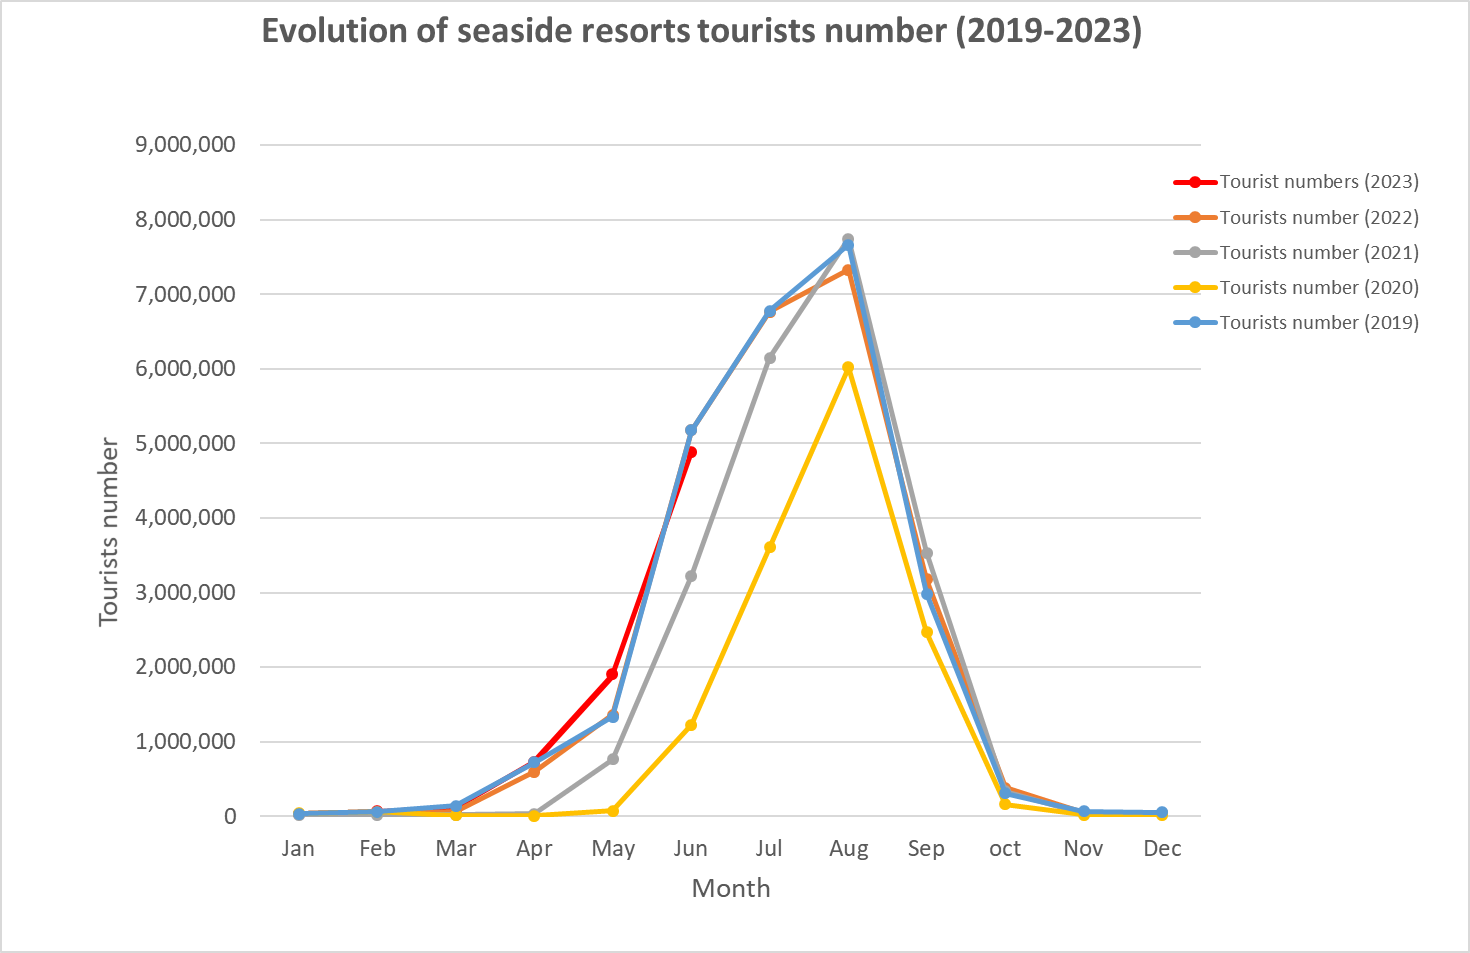 Evolution of seaside resorts tourists number (2019-2023)
9,000,000
8,000,000
7,000,000
6,000,000
5,000,000
4,000,000
3,000,000
2,000,000
1,000,000
0
Tourists number
Jan Feb Mar Apr May Jun Jul Aug Sep oct Nov Dec
Month
Tourist numbers (2023)
Tourists number (2022)
Tourists number (2021)
Tourists number (2020)
Tourists number (2019)